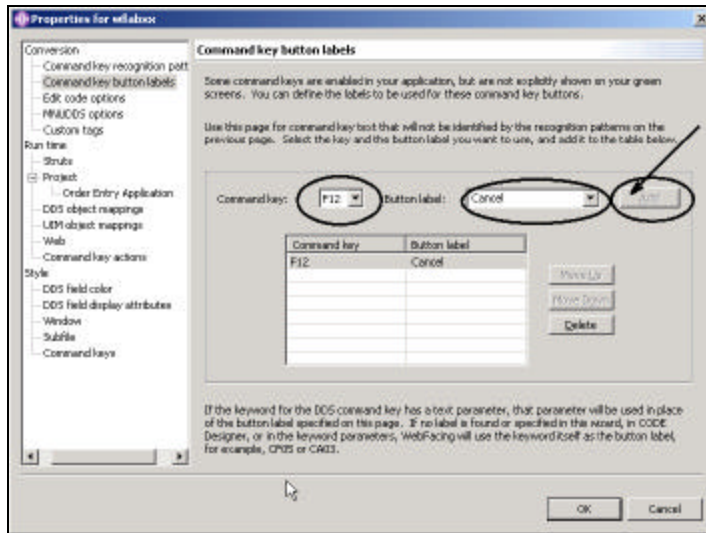 Properties for wflabxx
Conversion
Command key recognition patt
Command key button labels
Edit code options
MNUDDS options
Custom tags
Run time
Struts
Project
Order Entry Application
DDS object mappings
UIM object mappings
Web
Command key actions
Style
DDS field color
DDS field display attributes
Window
Subfile
Command keys
Command key button labels
Some command keys are enabled in your application, but are not explicitly shown on your green
screens. You can define the labels to be used for these command key buttons.
Use this page for command key text that will not be identified by the recognition patterns on the
previous page. Select the key and the button label you want to use, and add it to the table below.
Command key: F12 Button label: Cancel Add
Command key Button label
F12 Cancel
Move Up
Move Down
Delete
If the keyword for the DDS command key has a text parameter, that parameter will be used in place
of the button label specified on this page. If no label is found or specified in this wizard, in CODE
Designer, or in the keyword parameters, WebFacing will use the keyword itself as the button label,
for example, CF05 or CA03.
OK Cancel